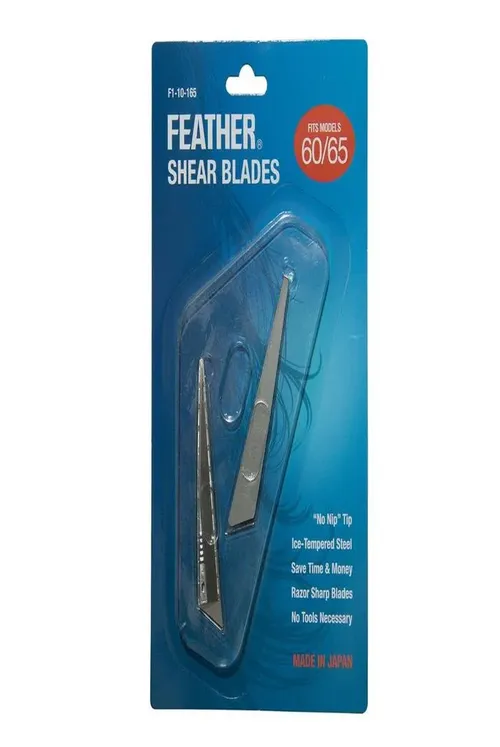 F1-10-165
FEATHER®
SHEAR BLADES
FITS MODELS
60/65
"No Nip" Tip
Ice-Tempered Steel
Save Time & Money
Razor Sharp Blades
No Tools Necessary
MADE IN JAPAN